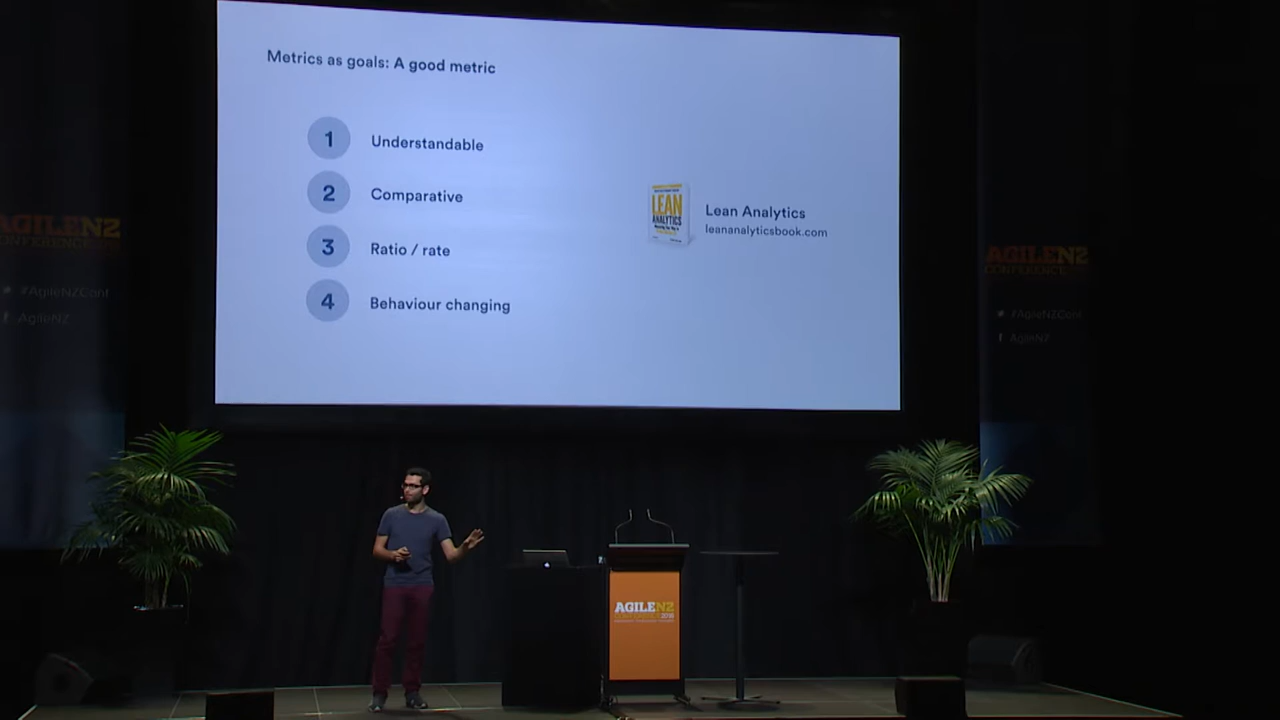 Metrics as goals: A good metric
1 Understandable
2 Comparative
3 Ratio / rate
4 Behaviour changing
LEAN
ANALYTICS
Lean Analytics
leananalyticsbook.com
AGILENZ
CONFERENCE
#AgileNZConf
AgileNZ
AGILENZ
CONFERENCE
#AgileNZConf
AgileNZ
AGILENZ
CONFERENCE